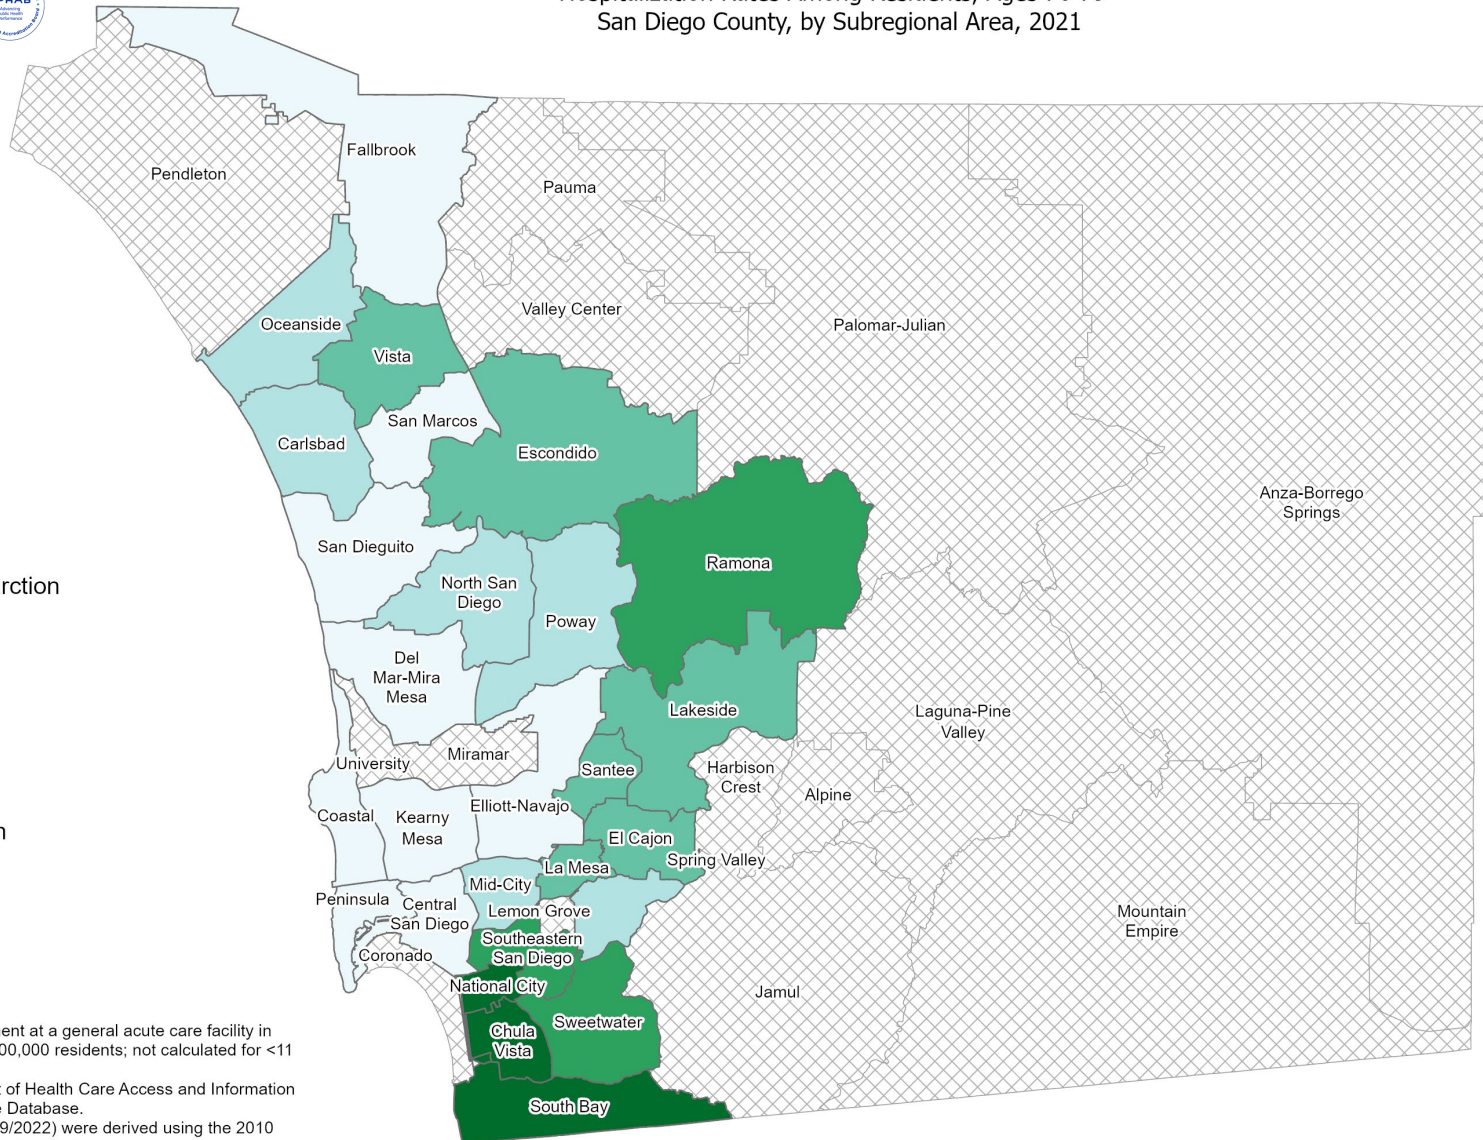 Advancing
San Diego County, by Subregional Area, 2021
Fallbrook
Pendleton
Pauma
Valley Center
Palomar-Julian
Oceanside
Vista
San Marcos
Carlsbad
Escondido
Anza-Borrego
Springs
San Dieguito
Ramona
North San
Diego
Poway
rction
Del
Mar-Mira
Mesa
Lakeside
Laguna-Pine
Valley
Miramar
University
Santee
Harbison
Crest
Alpine
Elliott-Navajo
Coastal
Kearny
Mesa
n
El Cajon
Spring Valley
La Mesa
Mid-City
Peninsula
Central
San Diego
Lemon Grove
Mountain
Empire
Southeastern
San Diego
Coronado
National City
Jamul
Sweetwater
Chula
Vista
South Bay
ent at a general acute care facility in
00,000 residents; not calculated for <11
of Health Care Access and Information
Database.
9/2022) were derived using the 2010